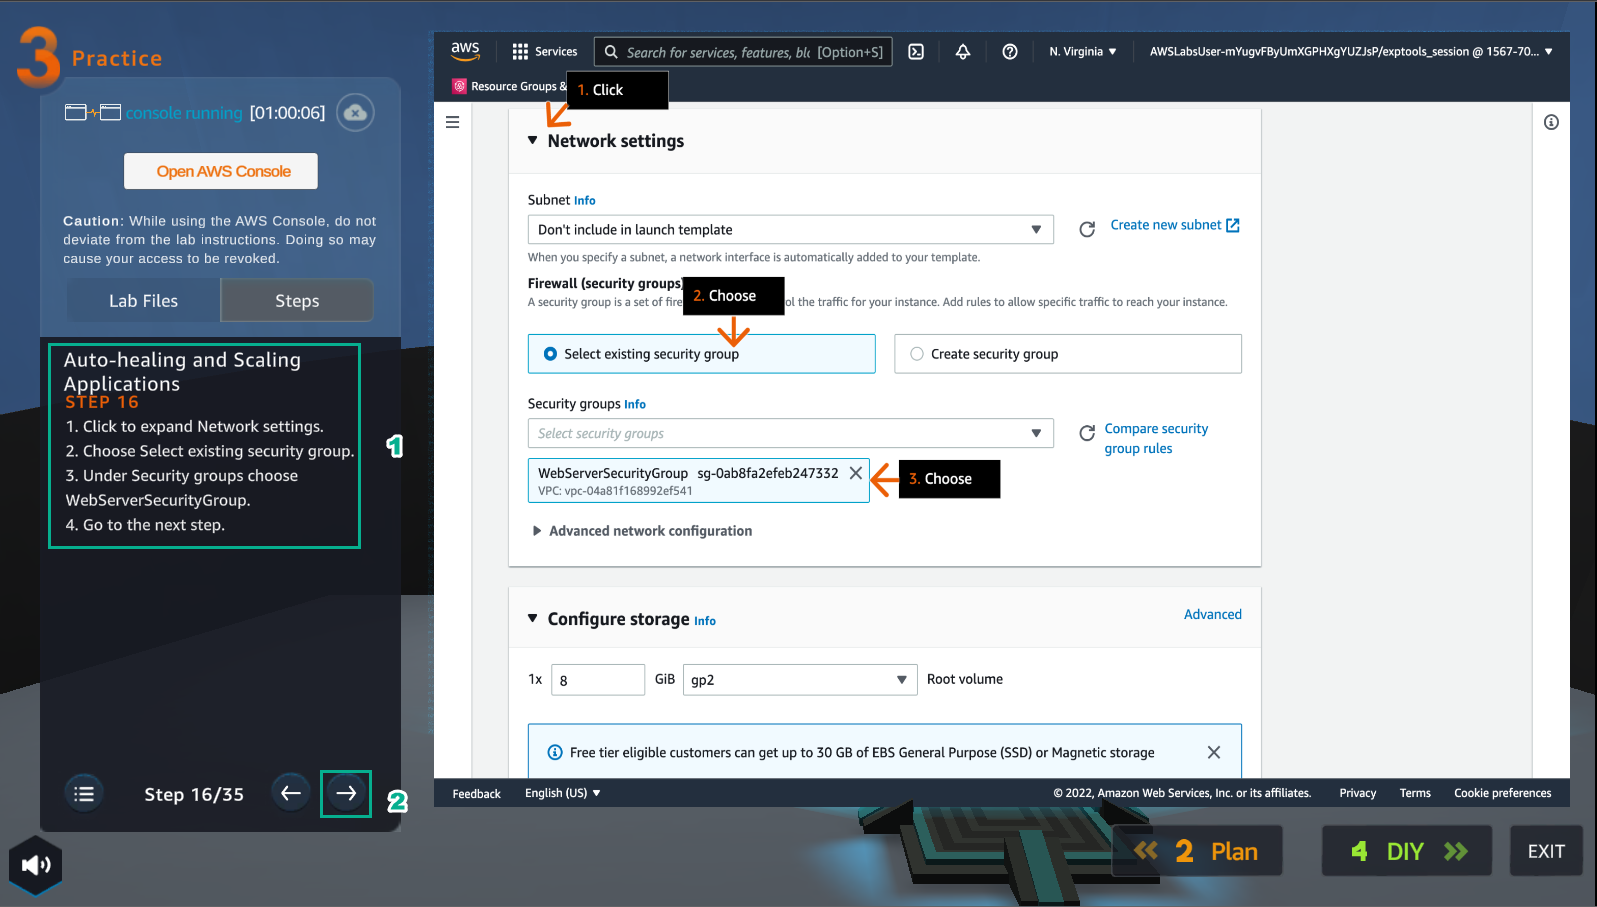 3 Practice
console running [01:00:06]
Open AWS Console
Caution: While using the AWS Console, do not
deviate from the lab instructions. Doing so may
cause your access to be revoked.
Lab Files
Steps
Auto-healing and Scaling
Applications
STEP 16
1. Click to expand Network settings.
2. Choose Select existing security group.
3. Under Security groups choose
WebServerSecurityGroup.
4. Go to the next step.
1
Step 16/35
2
aws
Services
Search for services, features, blo [Option+S]
N. Virginia
AWSLabsUser-mYugvFByUmXGPHXgYUZJsP/exptools_session @ 1567-70...
Resource Groups &
1. Click
Network settings
Subnet Info
Don't include in launch template
Create new subnet
When you specify a subnet, a network interface is automatically added to your template.
Firewall (security groups)
2. Choose
A security group is a set of fire ol the traffic for your instance. Add rules to allow specific traffic to reach your instance.
Select existing security group
Create security group
Security groups Info
Select security groups
Compare security
group rules
WebServerSecurityGroup sg-0ab8fa2efeb247332
VPC: vpc-04a81f168992ef541
3. Choose
Advanced network configuration
Configure storage Info
Advanced
1x 8 GiB gp2 Root volume
Free tier eligible customers can get up to 30 GB of EBS General Purpose (SSD) or Magnetic storage
Feedback
English (US)
© 2022, Amazon Web Services, Inc. or its affiliates.
Privacy
Terms
Cookie preferences
2 Plan
4 DIY
EXIT